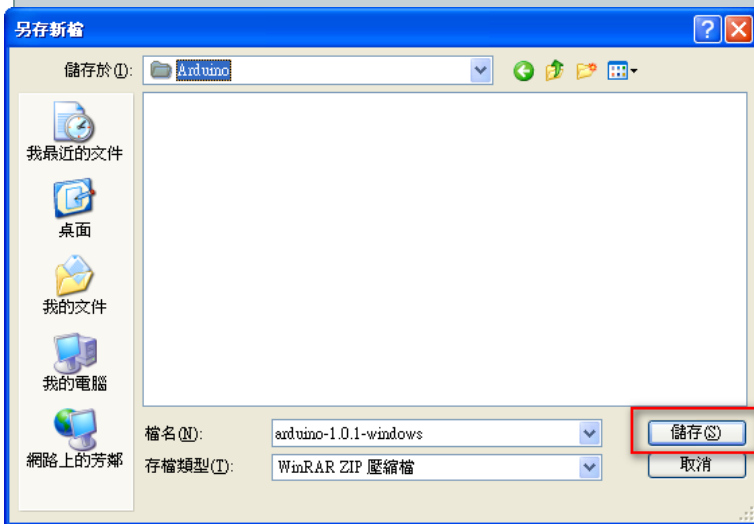 另存新檔
儲存於(I):
Arduino
我最近的文件
桌面
我的文件
我的電腦
網路上的芳鄰
檔名(N):
arduino-1.0.1-windows
儲存(S)
存檔類型(T):
WinRAR ZIP 壓縮檔
取消